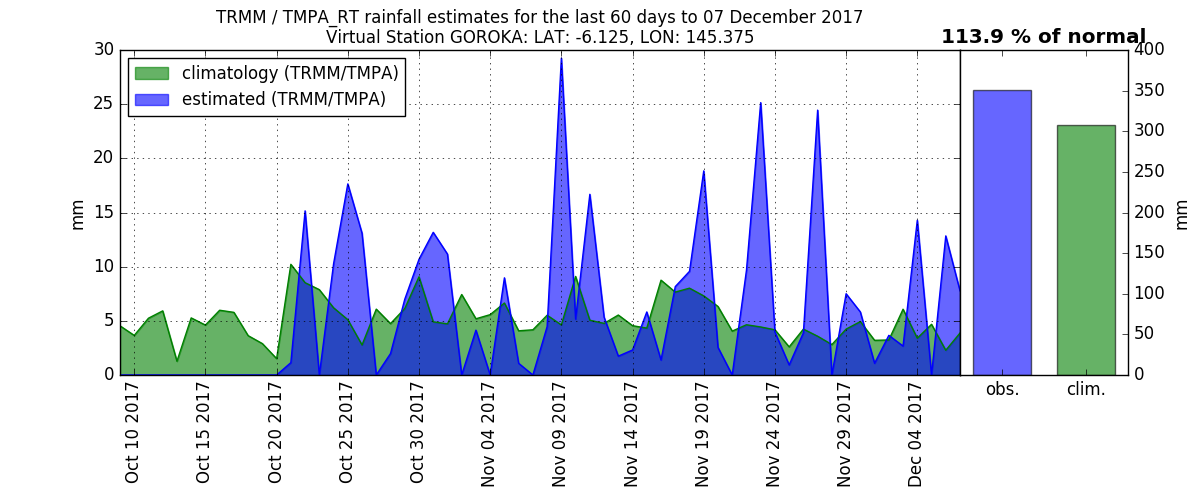 TRMM / TMPA_RT rainfall estimates for the last 60 days to 07 December 2017
Virtual Station GOROKA: LAT: -6.125, LON: 145.375
113.9 % of normal
climatology (TRMM/TMPA)
estimated (TRMM/TMPA)
30
25
20
15
10
5
0
mm
Oct 10 2017
Oct 15 2017
Oct 20 2017
Oct 25 2017
Oct 30 2017
Nov 04 2017
Nov 09 2017
Nov 14 2017
Nov 19 2017
Nov 24 2017
Nov 29 2017
Dec 04 2017
obs.
clim.
400
350
300
250
200
150
100
50
0
mm